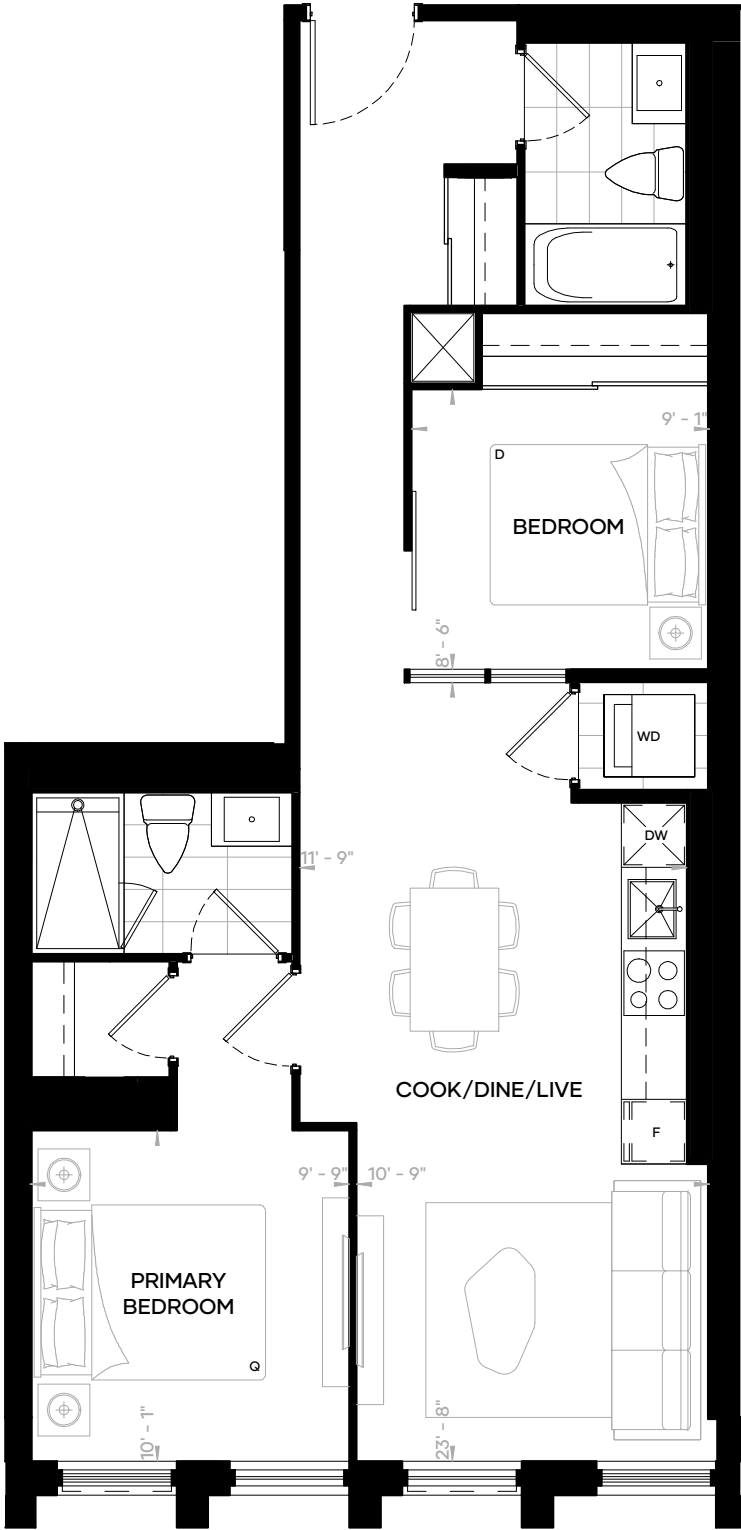 9' - 1"
D
BEDROOM
8' - 6"
WD
DW
11' - 9"
COOK/DINE/LIVE
F
9' - 9"
10' - 9"
PRIMARY
BEDROOM
Q
10' - 1"
23' - 8"